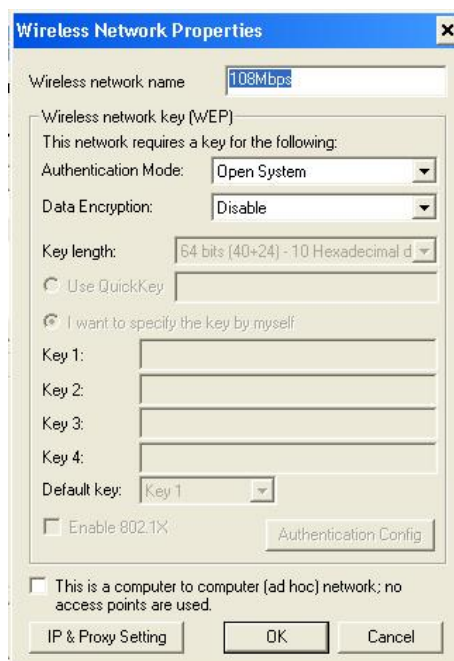 Wireless Network Properties
Wireless network name
108Mbps
Wireless network key (WEP)
This network requires a key for the following:
Authentication Mode: Open System
Data Encryption: Disable
Key length: 64 bits (40+24) - 10 Hexadecimal d
Use QuickKey
I want to specify the key by myself
Key 1:
Key 2:
Key 3:
Key 4:
Default key: Key 1
Enable 802.1X
Authentication Config
This is a computer to computer (ad hoc) network; no
access points are used.
IP & Proxy Setting
OK
Cancel